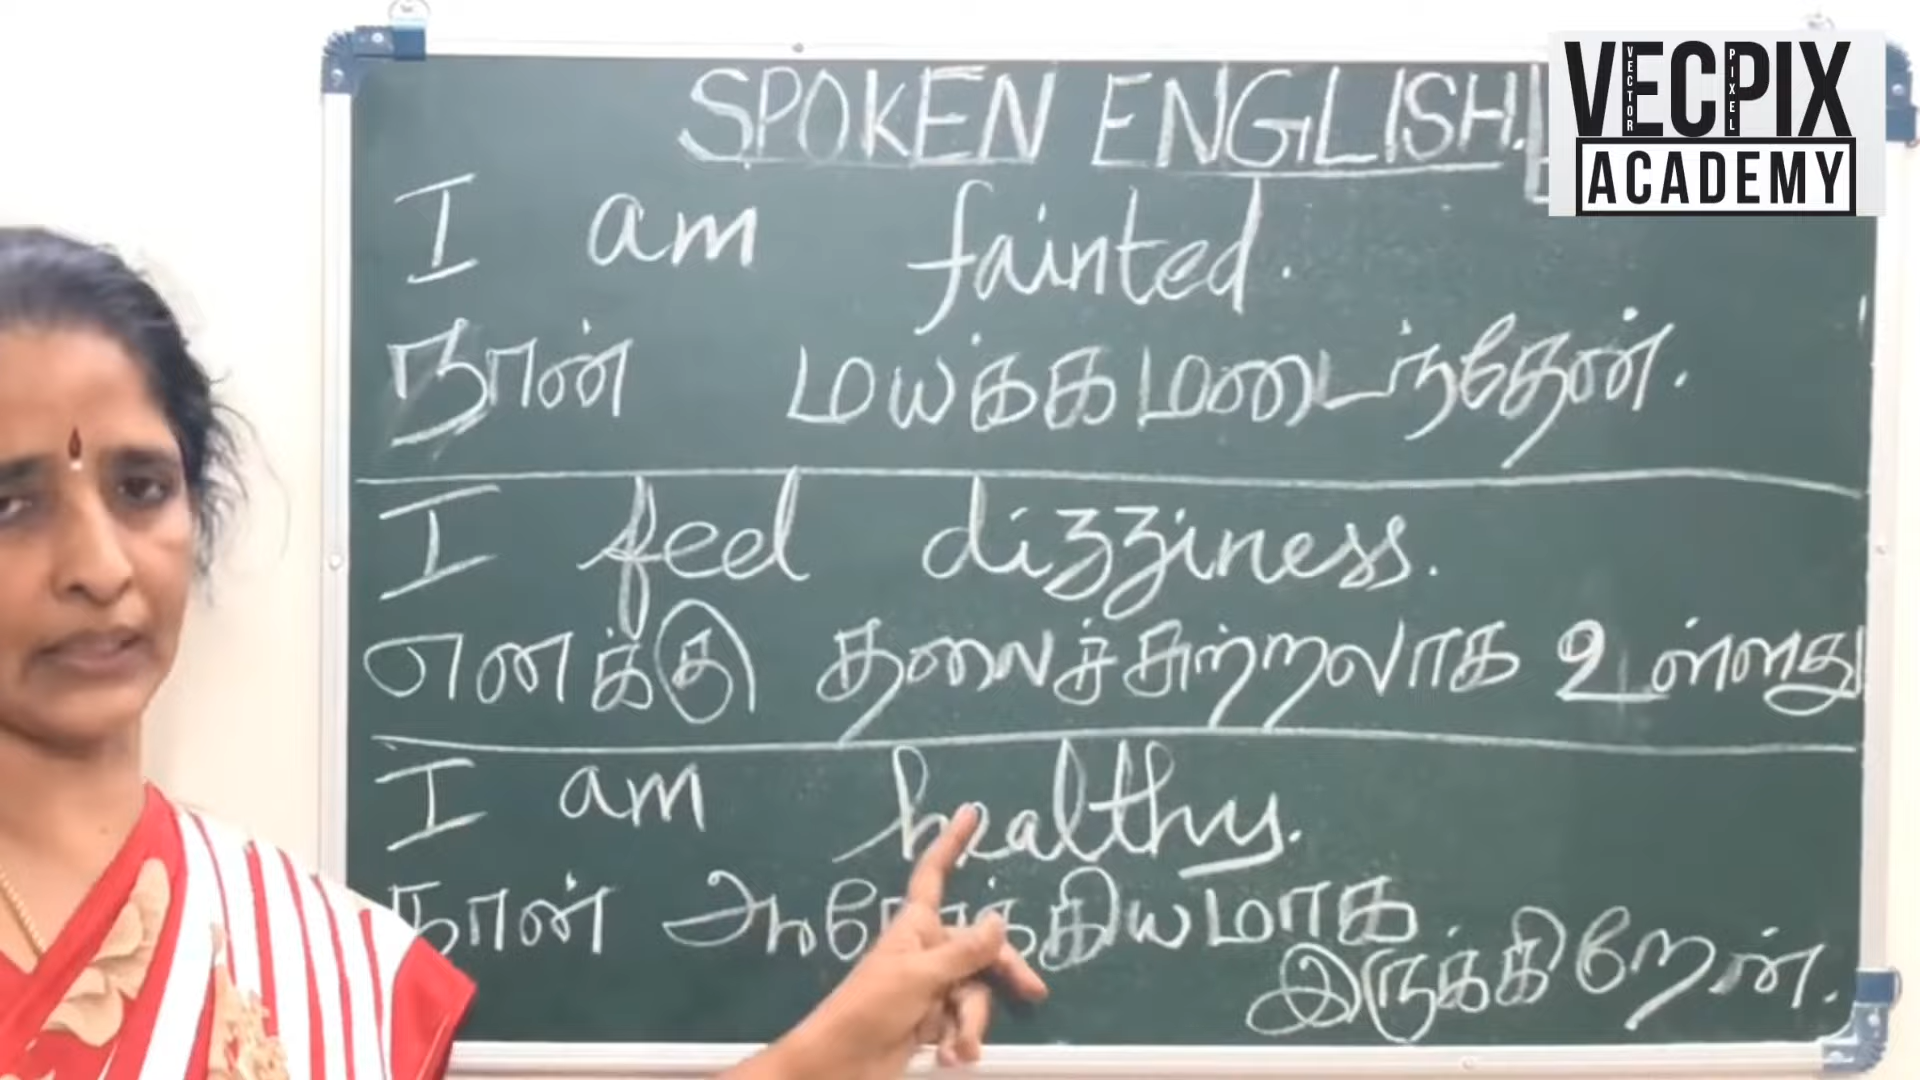 SPOKEN ENGLISH.
VECPIX
VECTOR
PIXEL
ACADEMY
I am fainted.
நான் மயக்கமடைந்தேன்.
I feel dizziness.
எனக்கு தலைச்சுற்றலாக உள்ளது
I am healthy.
நான் ஆரோக்கியமாக
இருக்கிறேன்.